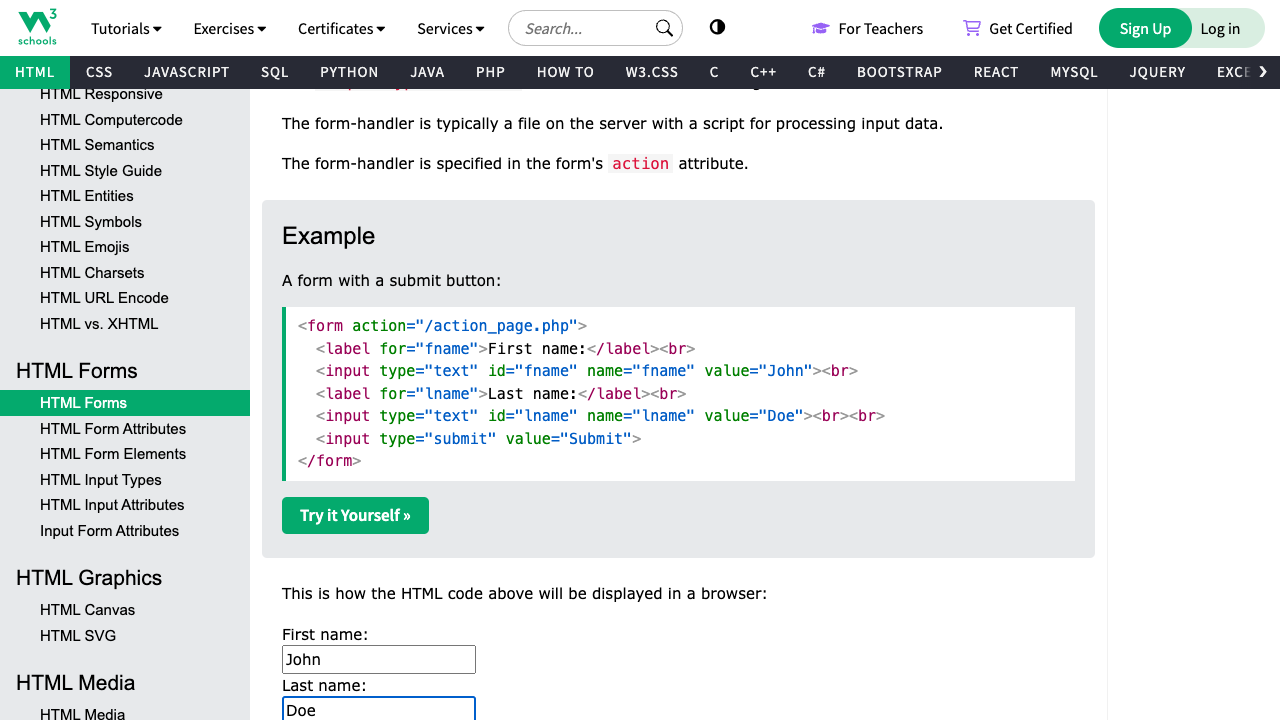 W3 schools
Tutorials Exercises Certificates Services Search... For Teachers Get Certified Sign Up Log in
HTML CSS JAVASCRIPT SQL PYTHON JAVA PHP HOW TO W3.CSS C C++ C# BOOTSTRAP REACT MYSQL JQUERY EXCE
HTML Responsive
HTML Computercode
HTML Semantics
HTML Style Guide
HTML Entities
HTML Symbols
HTML Emojis
HTML Charsets
HTML URL Encode
HTML vs. XHTML
HTML Forms
HTML Forms
HTML Form Attributes
HTML Form Elements
HTML Input Types
HTML Input Attributes
Input Form Attributes
HTML Graphics
HTML Canvas
HTML SVG
HTML Media
HTML Media
The form-handler is typically a file on the server with a script for processing input data.
The form-handler is specified in the form's action attribute.
Example
A form with a submit button:
<form action="/action_page.php">
<label for="fname">First name:</label><br>
<input type="text" id="fname" name="fname" value="John"><br>
<label for="lname">Last name:</label><br>
<input type="text" id="lname" name="lname" value="Doe"><br><br>
<input type="submit" value="Submit">
</form>
Try it Yourself »
This is how the HTML code above will be displayed in a browser:
First name:
John
Last name:
Doe